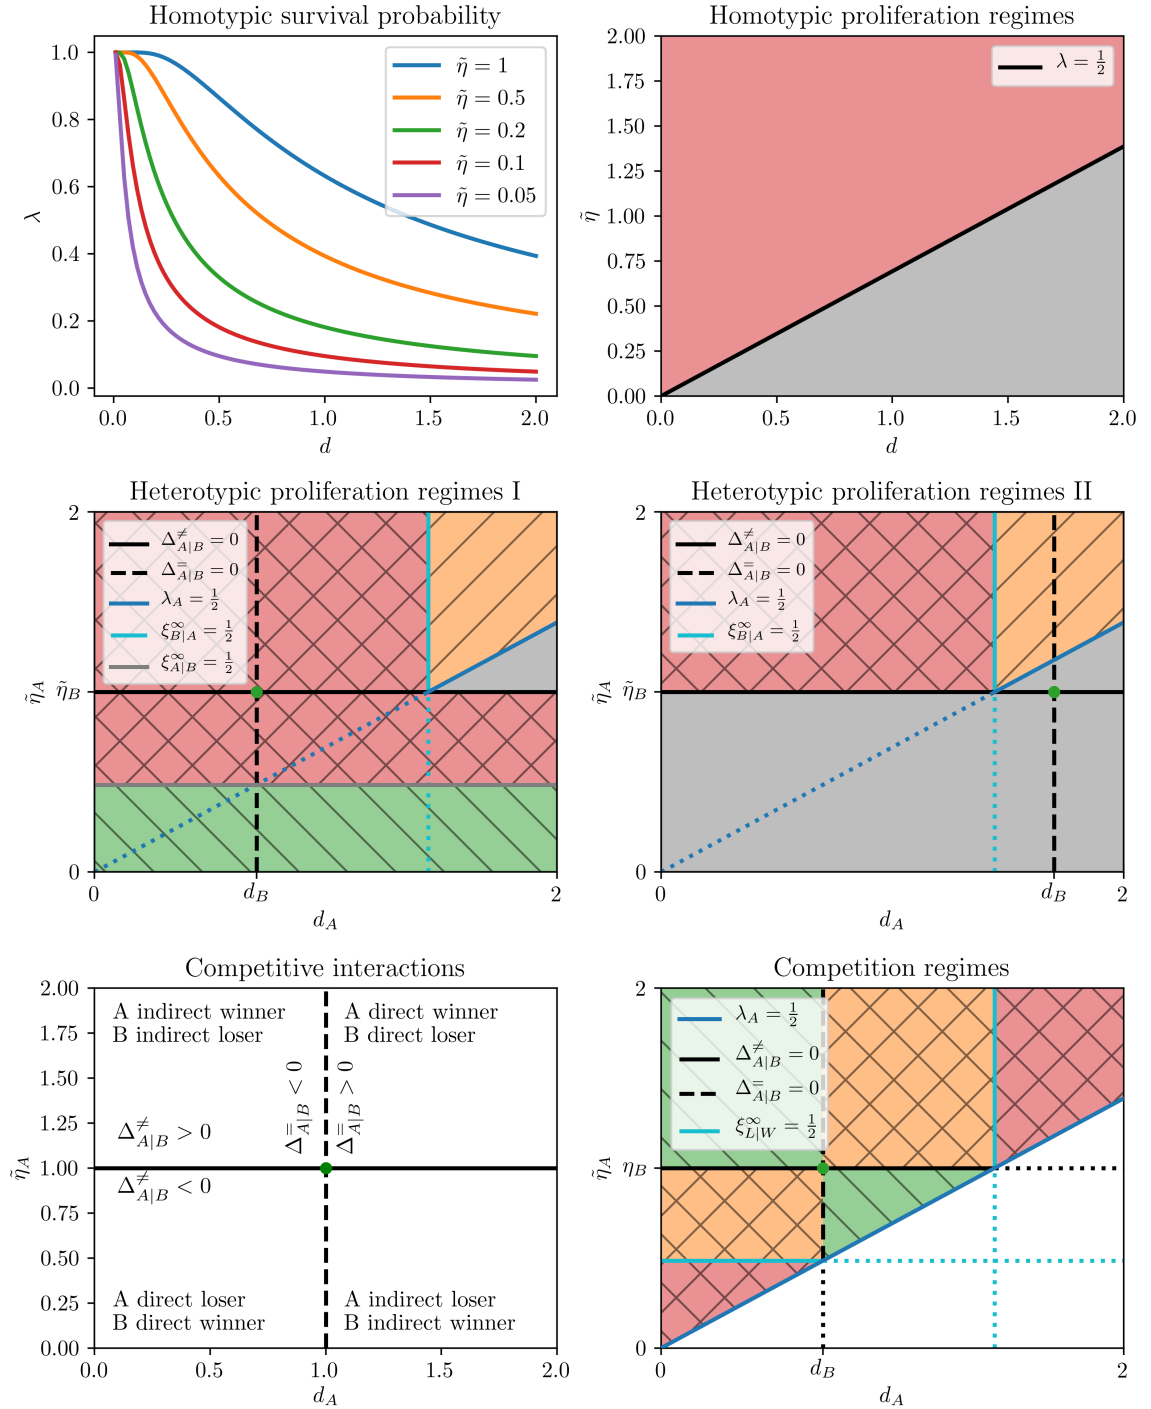 Homotypic survival probability
λ
1.0
0.8
0.6
0.4
0.2
0.0
η̃ = 1
η̃ = 0.5
η̃ = 0.2
η̃ = 0.1
η̃ = 0.05
0.0 0.5 1.0 1.5 2.0
d
Homotypic proliferation regimes
η̃
2.00
1.75
1.50
1.25
1.00
0.75
0.50
0.25
0.00
λ = 1/2
0.0 0.5 1.0 1.5 2.0
d
Heterotypic proliferation regimes I
2
Δ^≠_{A|B} = 0
Δ^=_{A|B} = 0
λ_A = 1/2
ξ^∞_{B|A} = 1/2
ξ^∞_{A|B} = 1/2
η̃_A
η̃_B
0
0 d_B 2
d_A
Heterotypic proliferation regimes II
2
Δ^≠_{A|B} = 0
Δ^=_{A|B} = 0
λ_A = 1/2
ξ^∞_{B|A} = 1/2
η̃_A
η̃_B
0
0 d_B 2
d_A
Competitive interactions
η̃_A
2.00
1.75
1.50
1.25
1.00
0.75
0.50
0.25
0.00
A indirect winner
B indirect loser
A direct winner
B direct loser
Δ^=_{A|B} < 0
Δ^=_{A|B} > 0
Δ^≠_{A|B} > 0
Δ^≠_{A|B} < 0
A direct loser
B direct winner
A indirect loser
B indirect winner
0.0 0.5 1.0 1.5 2.0
d_A
Competition regimes
2
λ_A = 1/2
Δ^≠_{A|B} = 0
Δ^=_{A|B} = 0
ξ^∞_{L|W} = 1/2
η̃_A
η_B
0
0 d_B 2
d_A